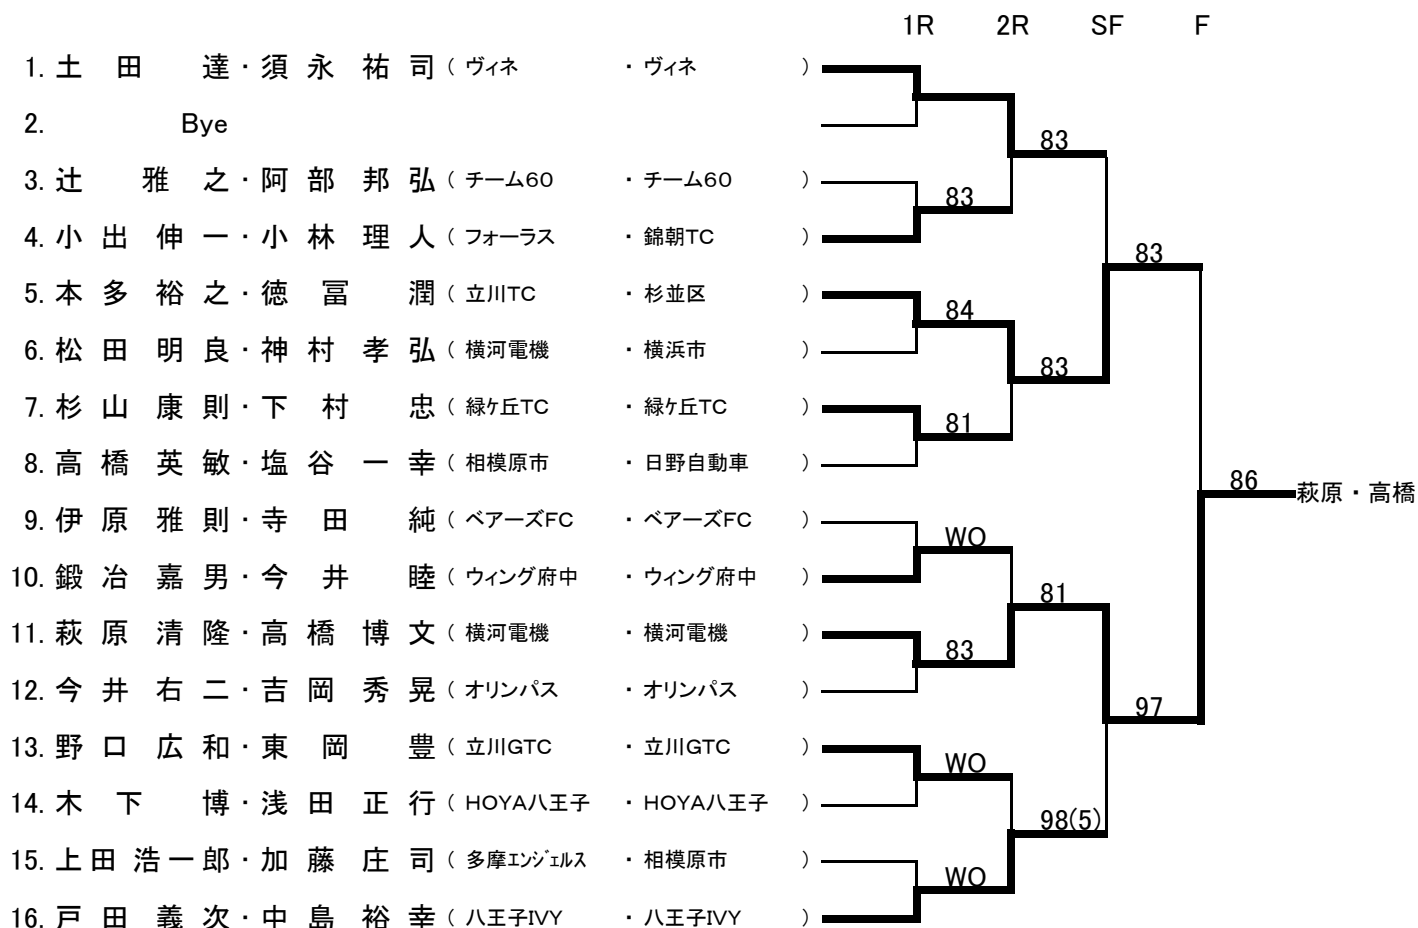 1R 2R SF F
1. 土 田 達・須 永 祐 司 ( ヴィネ ・ ヴィネ )
2. Bye
83
3. 辻 雅 之・阿 部 邦 弘 ( チーム60 ・ チーム60 )
83
4. 小 出 伸 一・小 林 理 人 ( フォーラス ・ 錦朝TC )
83
5. 本 多 裕 之・徳 冨 潤 ( 立川TC ・ 杉並区 )
84
6. 松 田 明 良・神 村 孝 弘 ( 横河電機 ・ 横浜市 )
83
7. 杉 山 康 則・下 村 忠 ( 緑ケ丘TC ・ 緑ケ丘TC )
81
8. 高 橋 英 敏・塩 谷 一 幸 ( 相模原市 ・ 日野自動車 )
86 萩原・高橋
9. 伊 原 雅 則・寺 田 純 ( ベアーズFC ・ ベアーズFC )
WO
10. 鍛 冶 嘉 男・今 井 睦 ( ウィング府中 ・ ウィング府中 )
81
11. 萩 原 清 隆・高 橋 博 文 ( 横河電機 ・ 横河電機 )
83
12. 今 井 右 二・吉 岡 秀 晃 ( オリンパス ・ オリンパス )
97
13. 野 口 広 和・東 岡 豊 ( 立川GTC ・ 立川GTC )
WO
14. 木 下 博・浅 田 正 行 ( HOYA八王子 ・ HOYA八王子 )
98(5)
15. 上 田 浩 一 郎・加 藤 庄 司 ( 多摩エンジェルス ・ 相模原市 )
WO
16. 戸 田 義 次・中 島 裕 幸 ( 八王子IVY ・ 八王子IVY )